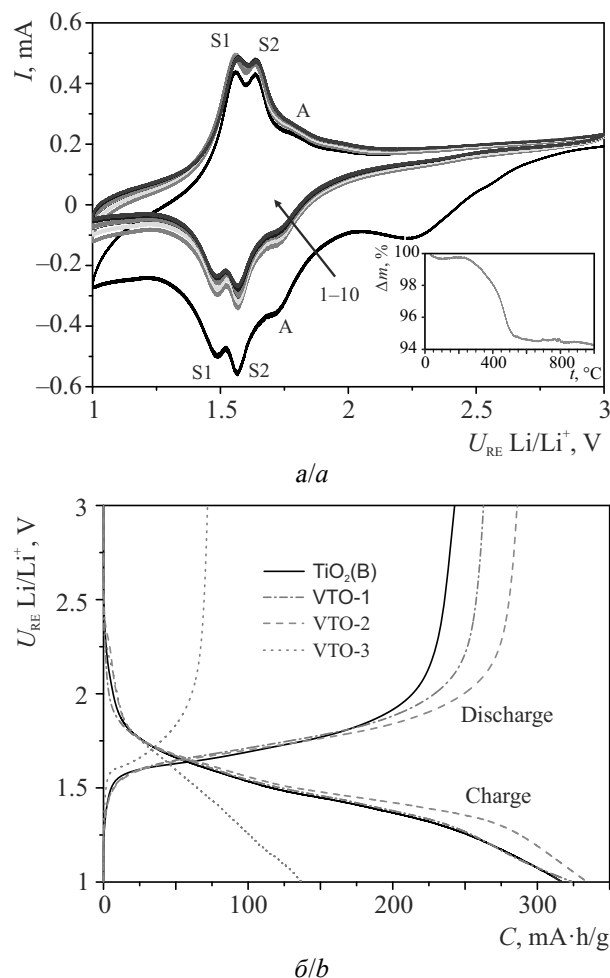 0.6
I, mA
0.4
0.2
0
–0.2
–0.4
–0.6
S1
S2
A
1–10
A
S1
S2
Δm, %
100
98
96
94
0
400
800
t, °C
1
1.5
2
2.5
3
U_RE Li/Li⁺, V
а/a
U_RE Li/Li⁺, V
3
2.5
2
1.5
1
TiO₂(B)
VTO-1
VTO-2
VTO-3
Discharge
Charge
0
100
200
300
C, mA·h/g
б/b